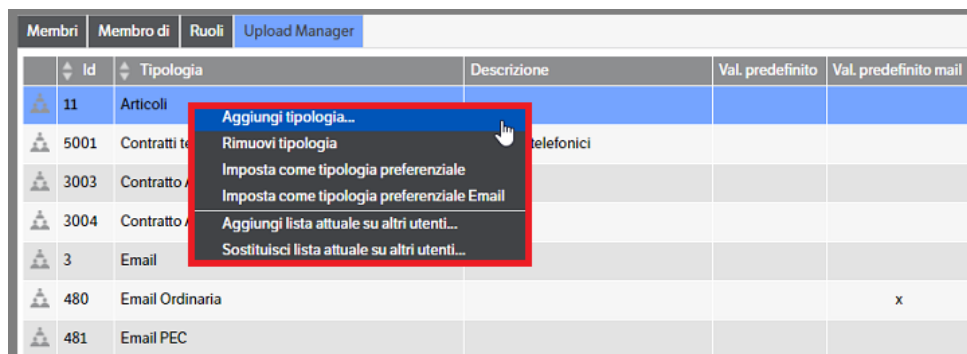 Membri Membro di Ruoli Upload Manager
Id Tipologia Descrizione Val. predefinito Val. predefinito mail
11 Articoli
Aggiungi tipologia...
5001 Contratti te telefonici
Rimuovi tipologia
Imposta come tipologia preferenziale
3003 Contratto
Imposta come tipologia preferenziale Email
3004 Contratto
Aggiungi lista attuale su altri utenti...
Sostituisci lista attuale su altri utenti...
3 Email
480 Email Ordinaria x
481 Email PEC